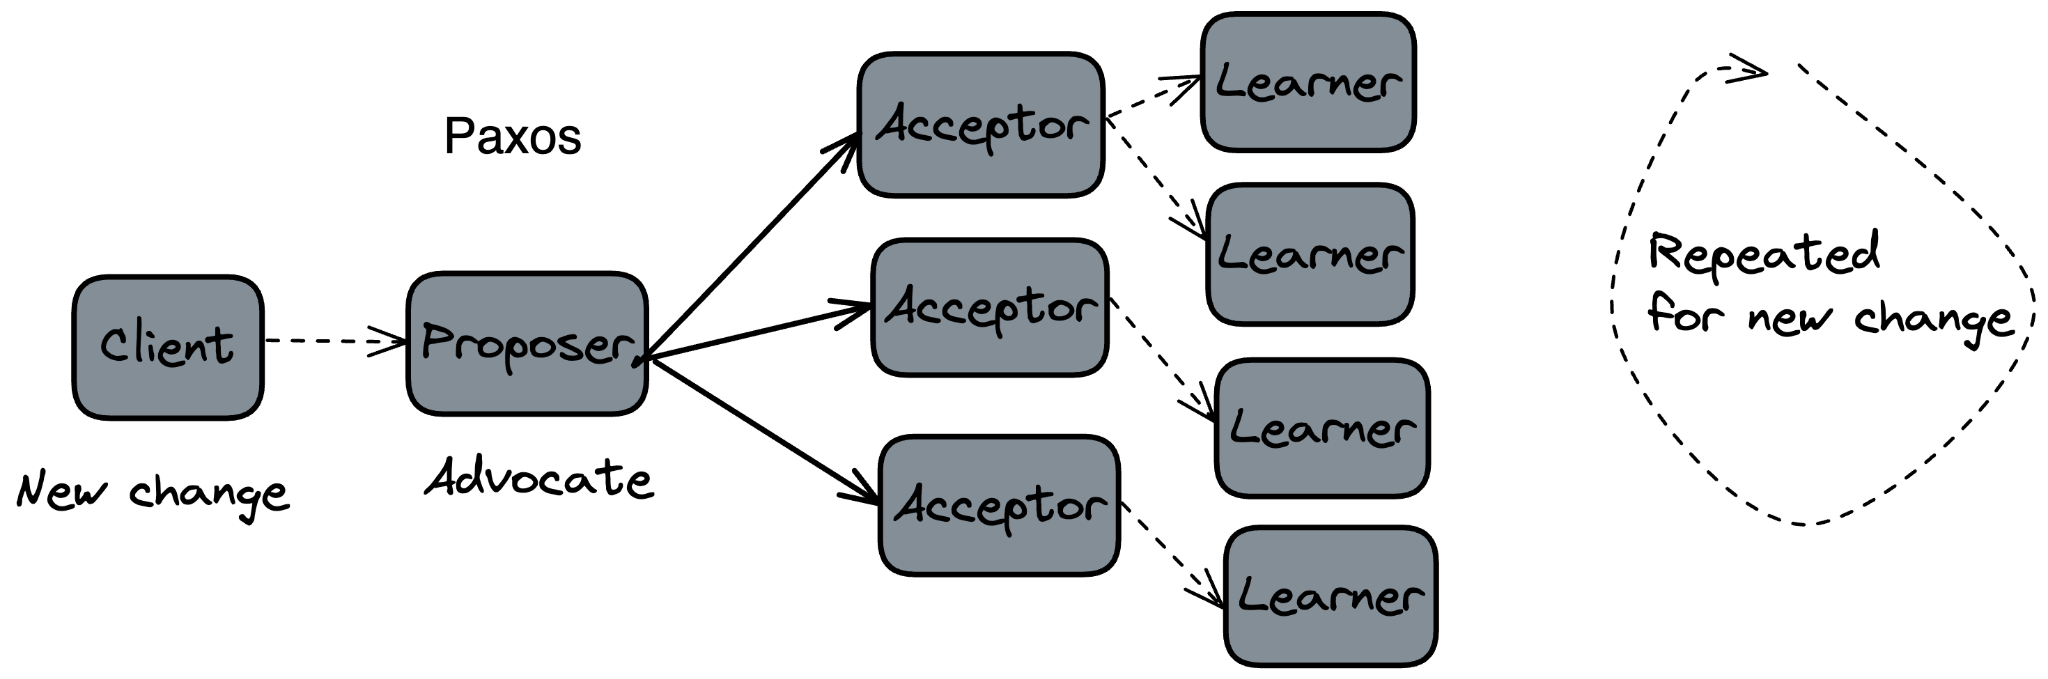 Paxos
Client
New change
Proposer
Advocate
Acceptor
Acceptor
Acceptor
Learner
Learner
Learner
Learner
Repeated
for new change